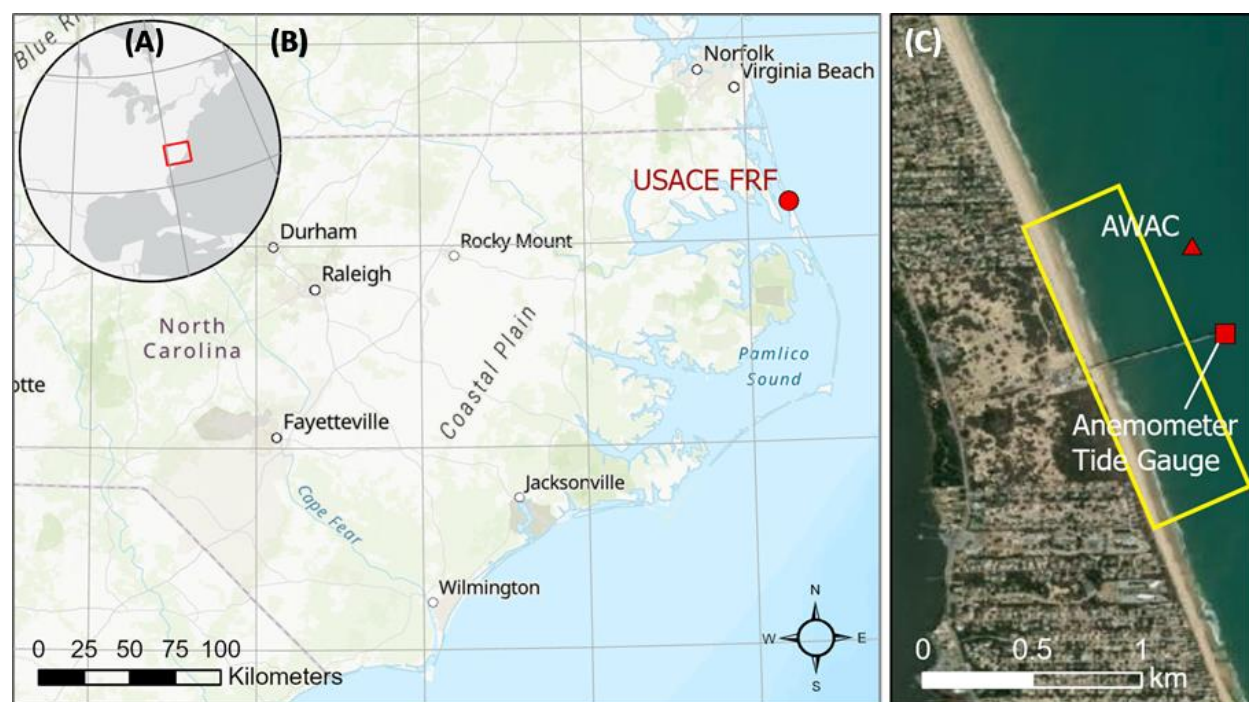 Blue Ri
(A)
(B)
Norfolk
Virginia Beach
USACE FRF
Durham
Rocky Mount
Raleigh
North
Carolina
Coastal Plain
Pamlico
Sound
otte
Fayetteville
Jacksonville
Cape Fear
Wilmington
0 25 50 75 100
Kilometers
N
W E
S
(C)
AWAC
Anemometer
Tide Gauge
0 0.5 1
km